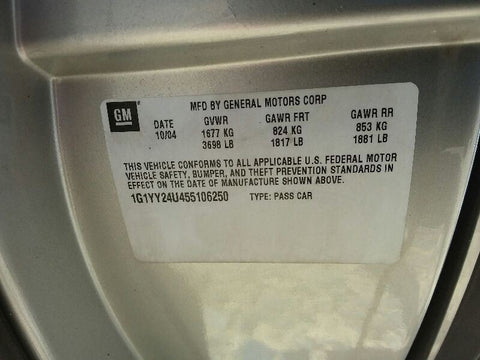 MFD BY GENERAL MOTORS CORP
GM
DATE GVWR GAWR FRT GAWR RR
10/04 1677 KG 824 KG 853 KG
3698 LB 1817 LB 1881 LB
THIS VEHICLE CONFORMS TO ALL APPLICABLE U.S. FEDERAL MOTOR
VEHICLE SAFETY, BUMPER, AND THEFT PREVENTION STANDARDS IN
EFFECT ON THE DATE OF MANUFACTURE SHOWN ABOVE.
1G1YY24U455106250 TYPE: PASS CAR